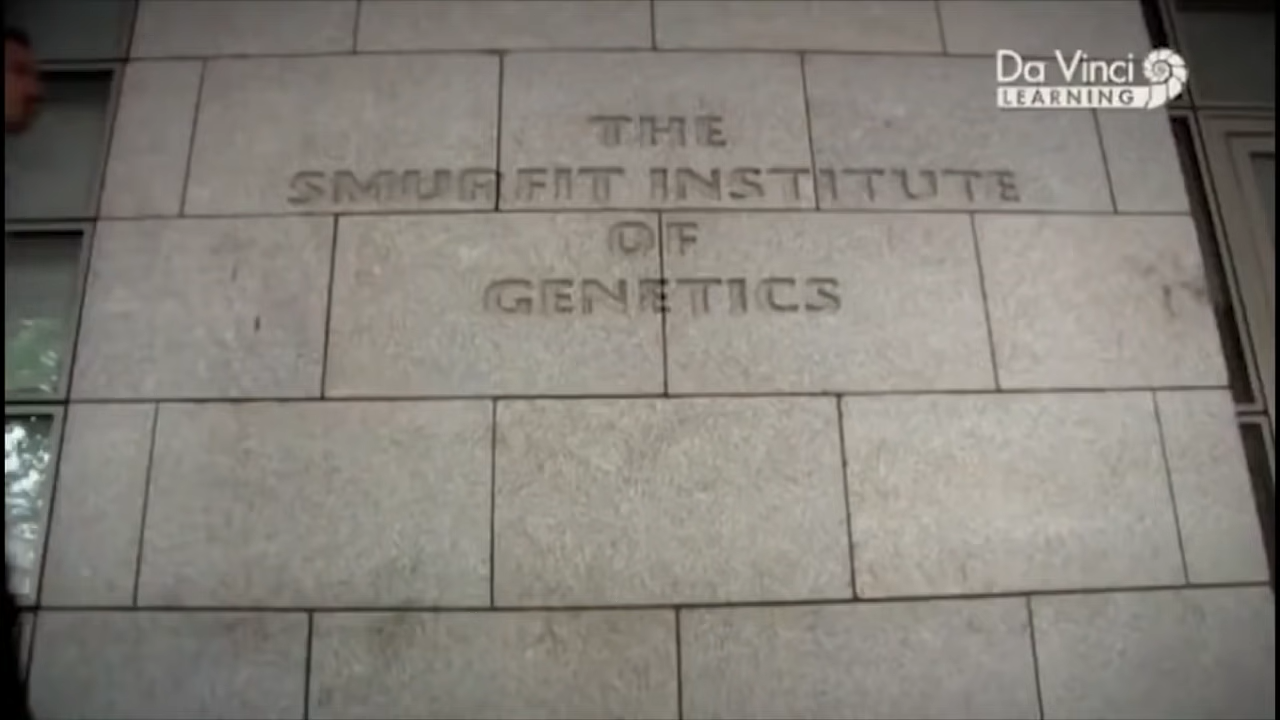 Da Vinci
LEARNING
THE
SMURFIT INSTITUTE
OF
GENETICS